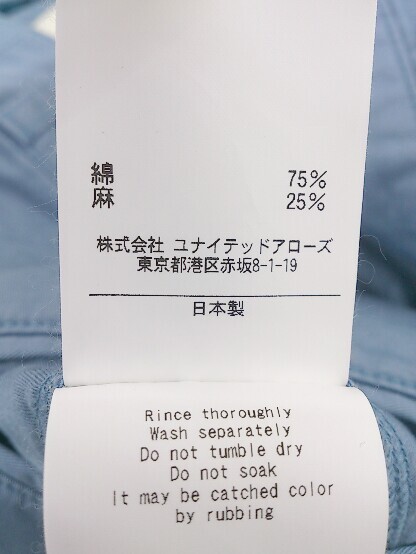 綿 75%
麻 25%
株式会社 ユナイテッドアローズ
東京都港区赤坂8-1-19
日本製
Rince thoroughly
Wash separately
Do not tumble dry
Do not soak
It may be catched color
by rubbing